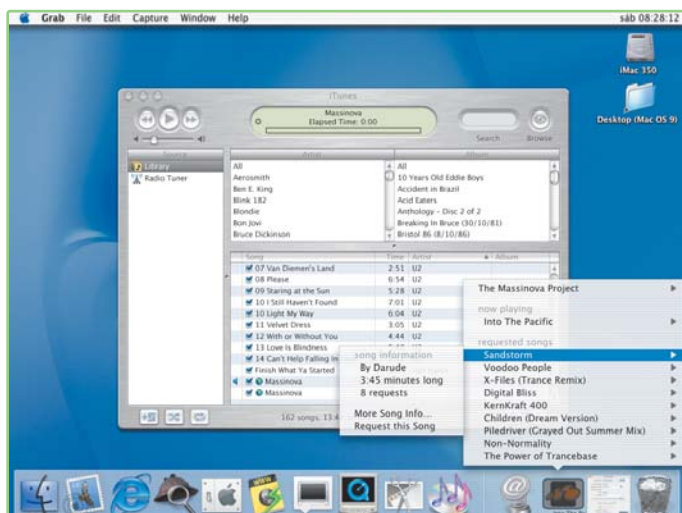 Grab File Edit Capture Window Help
sáb 08:28:12
iMac 350
Desktop (Mac OS 9)
iTunes
Massinova
Elapsed Time: 0:00
Search
Browse
Source
Library
Radio Tuner
Artist
All
Aerosmith
Ben E. King
Blink 182
Blondie
Bon Jovi
Bruce Dickinson
Album
All
10 Years Old Eddie Boys
Accident in Brazil
Acid Eaters
Anthology - Disc 2 of 2
Breaking In Bruce (30/10/81)
Bristol 86 (8/10/86)
Song Time Artist Album
07 Van Diemen's Land 2:51 U2
08 Please 6:54 U2
09 Staring at the Sun 5:28 U2
10 I Still Haven't Found 7:01 U2
10 Light My Way 6:04 U2
11 Velvet Dress 3:05 U2
12 With or Without You 4:44 U2
13 Love Is Blindness
14 Can't Help Falling In
Finish What Ya Started
Massinova
Massinova
162 songs, 13:4
The Massinova Project
now playing
Into The Pacific
requested songs
Sandstorm
Voodoo People
X-Files (Trance Remix)
Digital Bliss
KernKraft 400
Children (Dream Version)
Piledriver (Grayed Out Summer Mix)
Non-Normality
The Power of Trancebase
song information
By Darude
3:45 minutes long
8 requests
More Song Info...
Request this Song